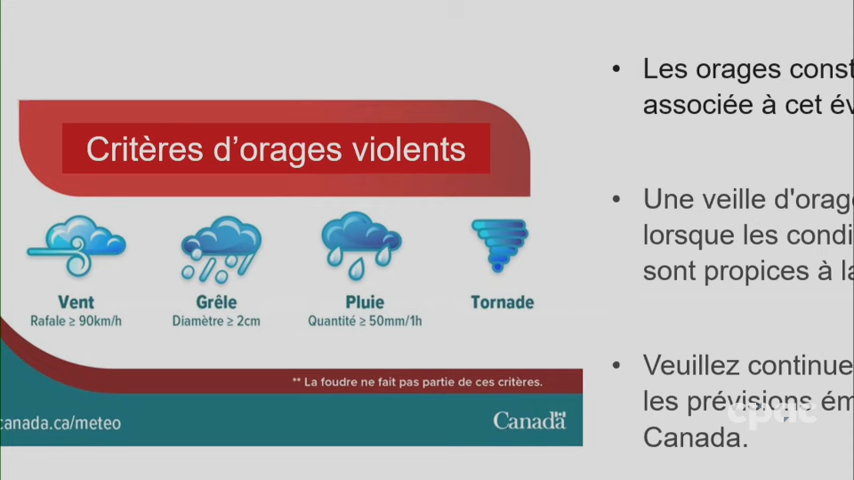 Critères d'orages violents
Vent
Rafale ≥ 90km/h
Grêle
Diamètre ≥ 2cm
Pluie
Quantité ≥ 50mm/1h
Tornade
** La foudre ne fait pas partie de ces critères.
canada.ca/meteo
Canada
• Les orages const
associée à cet év
• Une veille d'orag
lorsque les condi
sont propices à la
• Veuillez continue
les prévisions ém
Canada.
cpac